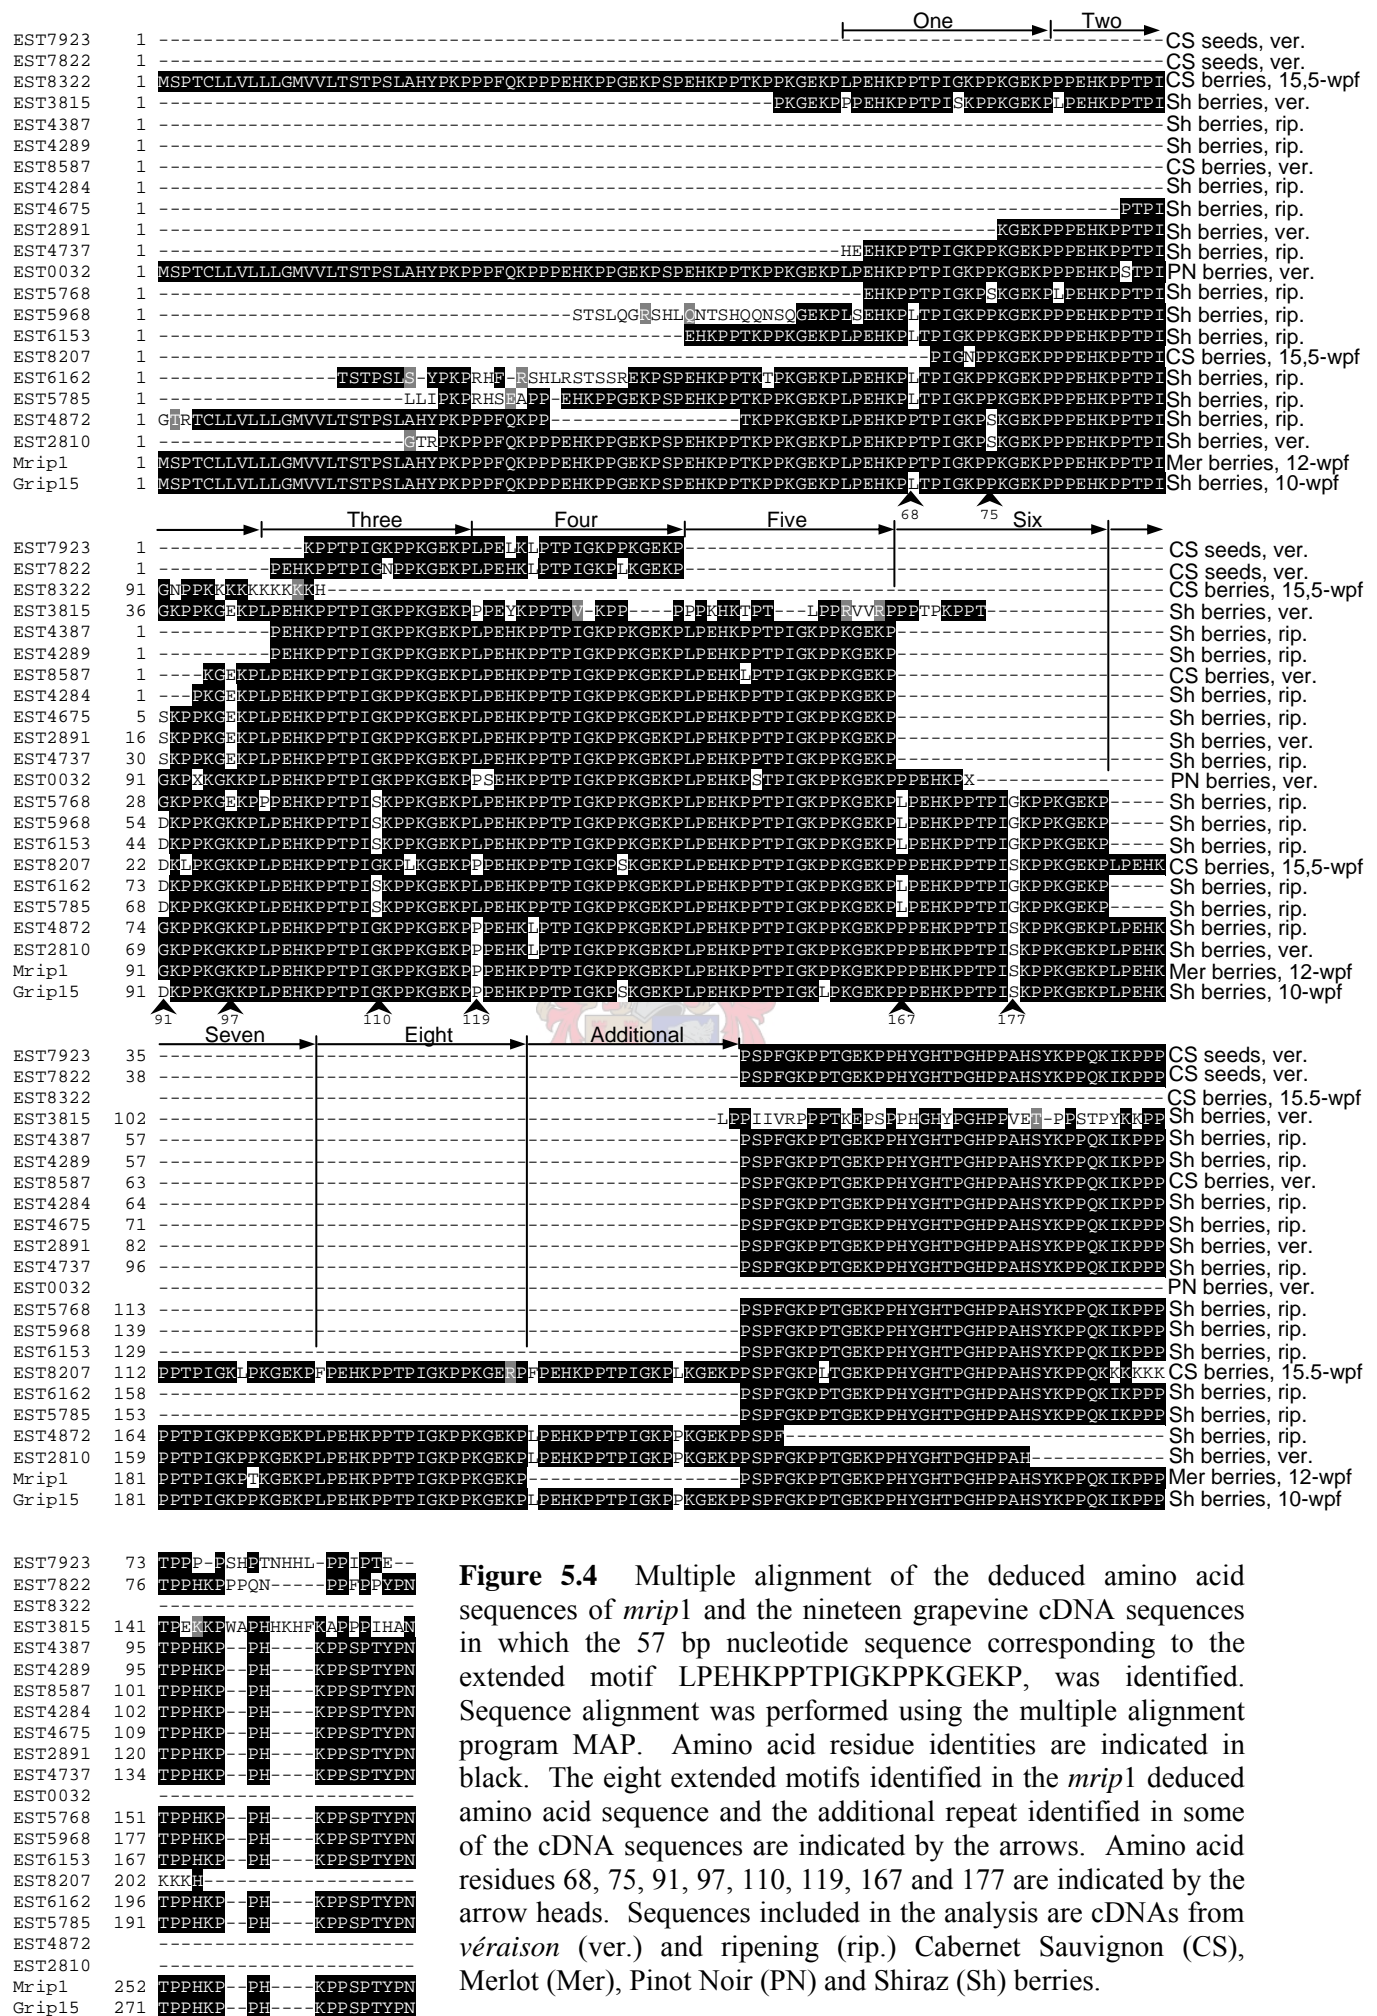 One Two
EST7923 1 ------------------------------------------------------------------------------------------ CS seeds, ver.
EST7822 1 ------------------------------------------------------------------------------------------ CS seeds, ver.
EST8322 1 MSPTCLLVLLLGMVVLTSTPSLAHYPKPPPFQKPPPEHKPPGEKPSPEHKPPTKPPKGEKPLPEHKPPTPIGKPPKGEKPPPEHKPPTPI CS berries, 15,5-wpf
EST3815 1 -------------------------------------------------------PKGEKPPPEHKPPTPISKPPKGEKPLPEHKPPTPI Sh berries, ver.
EST4387 1 ------------------------------------------------------------------------------------------ Sh berries, rip.
EST4289 1 ------------------------------------------------------------------------------------------ Sh berries, rip.
EST8587 1 ------------------------------------------------------------------------------------------ CS berries, ver.
EST4284 1 ------------------------------------------------------------------------------------------ Sh berries, rip.
EST4675 1 --------------------------------------------------------------------------------------PTPI Sh berries, rip.
EST2891 1 ---------------------------------------------------------------------------KGEKPPPEHKPPTPI Sh berries, ver.
EST4737 1 -------------------------------------------------------------HEEHKPPTPIGKPPKGEKPPPEHKPPTPI Sh berries, rip.
EST0032 1 MSPTCLLVLLLGMVVLTSTPSLAHYPKPPPFQKPPPEHKPPGEKPSPEHKPPTKPPKGEKPLPEHKPPTPIGKPPKGEKPPPEHKPSTPI PN berries, ver.
EST5768 1 ---------------------------------------------------------------EHKPPTPIGKPSKGEKPLPEHKPPTPI Sh berries, rip.
EST5968 1 -------------------------------------STSLQGRSHLQNTSHQQNSQGEKPLSEHKPLTPIGKPPKGEKPPPEHKPPTPI Sh berries, rip.
EST6153 1 -----------------------------------------------EHKPPTKPPKGEKPLPEHKPLTPIGKPPKGEKPPPEHKPPTPI Sh berries, rip.
EST8207 1 ---------------------------------------------------------------------PIGNPPKGEKPPPEHKPPTPI CS berries, 15,5-wpf
EST6162 1 ----------------TSTPSLS-YPKPRHF-RSHLRSTSSREKPSPEHKPPTKTPKGEKPLPEHKPLTPIGKPPKGEKPPPEHKPPTPI Sh berries, rip.
EST5785 1 ----------------------LLIPKPRHSEAPP-EHKPPGEKPSPEHKPPTKPPKGEKPLPEHKPLTPIGKPPKGEKPPPEHKPPTPI Sh berries, rip.
EST4872 1 GTRTCLLVLLLGMVVLTSTPSLAHYPKPPPFQKPP-----------------TKPPKGEKPLPEHKPPTPIGKPSKGEKPPPEHKPPTPI Sh berries, rip.
EST2810 1 ----------------------GTRPKPPPFQKPPPEHKPPGEKPSPEHKPPTKPPKGEKPLPEHKPPTPIGKPSKGEKPPPEHKPPTPI Sh berries, ver.
Mrip1 1 MSPTCLLVLLLGMVVLTSTPSLAHYPKPPPFQKPPPEHKPPGEKPSPEHKPPTKPPKGEKPLPEHKPPTPIGKPPKGEKPPPEHKPPTPI Mer berries, 12-wpf
Grip15 1 MSPTCLLVLLLGMVVLTSTPSLAHYPKPPPFQKPPPEHKPPGEKPSPEHKPPTKPPKGEKPLPEHKPLTPIGKPPKGEKPPPEHKPPTPI Sh berries, 10-wpf
68 75
Three Four Five Six
EST7923 1 -------------KPPTPIGKPPKGEKPLPELKLPTPIGKPPKGEKP------------------------------------------- CS seeds, ver.
EST7822 1 ----------PEHKPPTPIGNPPKGEKPLPEHKLPTPIGKPLKGEKP------------------------------------------- CS seeds, ver.
EST8322 91 GNPPKKKKKKKKKKH--------------------------------------------------------------------------- CS berries, 15,5-wpf
EST3815 36 GKPPKGEKPLPEHKPPTPIGKPPKGEKPPPEYKPPTPV-KPP----PPPKHKTPT---LPPRVVRPPPTPKPPT---------------- Sh berries, ver.
EST4387 1 ----------PEHKPPTPIGKPPKGEKPLPEHKPPTPIGKPPKGEKPLPEHKPPTPIGKPPKGEKP------------------------ Sh berries, rip.
EST4289 1 ----------PEHKPPTPIGKPPKGEKPLPEHKPPTPIGKPPKGEKPLPEHKPPTPIGKPPKGEKP------------------------ Sh berries, rip.
EST8587 1 ----KGEKPLPEHKPPTPIGKPPKGEKPLPEHKPPTPIGKPPKGEKPLPEHKLPTPIGKPPKGEKP------------------------ CS berries, ver.
EST4284 1 ---PKGEKPLPEHKPPTPIGKPPKGEKPLPEHKPPTPIGKPPKGEKPLPEHKPPTPIGKPPKGEKP------------------------ Sh berries, rip.
EST4675 5 SKPPKGEKPLPEHKPPTPIGKPPKGEKPLPEHKPPTPIGKPPKGEKPLPEHKPPTPIGKPPKGEKP------------------------ Sh berries, rip.
EST2891 16 SKPPKGEKPLPEHKPPTPIGKPPKGEKPLPEHKPPTPIGKPPKGEKPLPEHKPPTPIGKPPKGEKP------------------------ Sh berries, ver.
EST4737 30 SKPPKGEKPLPEHKPPTPIGKPPKGEKPLPEHKPPTPIGKPPKGEKPLPEHKPPTPIGKPPKGEKP------------------------ Sh berries, rip.
EST0032 91 GKPXKGKKPLPEHKPPTPIGKPPKGEKPPSEHKPPTPIGKPPKGEKPLPEHKPSTPIGKPPKGEKPPPEHKPX----------------- PN berries, ver.
EST5768 28 GKPPKGEKPPPEHKPPTPISKPPKGEKPLPEHKPPTPIGKPPKGEKPLPEHKPPTPIGKPPKGEKPLPEHKPPTPIGKPPKGEKP----- Sh berries, rip.
EST5968 54 DKPPKGKKPLPEHKPPTPISKPPKGEKPLPEHKPPTPIGKPPKGEKPLPEHKPPTPIGKPPKGEKPLPEHKPPTPIGKPPKGEKP----- Sh berries, rip.
EST6153 44 DKPPKGKKPLPEHKPPTPISKPPKGEKPLPEHKPPTPIGKPPKGEKPLPEHKPPTPIGKPPKGEKPLPEHKPPTPIGKPPKGEKP----- Sh berries, rip.
EST8207 22 DKLPKGKKPLPEHKPPTPIGKPLKGEKPPPEHKPPTPIGKPSKGEKPLPEHKPPTPIGKPPKGEKPPPEHKPPTPISKPPKGEKPLPEHK CS berries, 15,5-wpf
EST6162 73 DKPPKGKKPLPEHKPPTPISKPPKGEKPLPEHKPPTPIGKPPKGEKPLPEHKPPTPIGKPPKGEKPLPEHKPPTPIGKPPKGEKP----- Sh berries, rip.
EST5785 68 DKPPKGKKPLPEHKPPTPISKPPKGEKPLPEHKPPTPIGKPPKGEKPLPEHKPPTPIGKPPKGEKPLPEHKPPTPIGKPPKGEKP----- Sh berries, rip.
EST4872 74 GKPPKGKKPLPEHKPPTPIGKPPKGEKPPPEHKLPTPIGKPPKGEKPLPEHKPPTPIGKPPKGEKPPPEHKPPTPISKPPKGEKPLPEHK Sh berries, rip.
EST2810 69 GKPPKGKKPLPEHKPPTPIGKPPKGEKPPPEHKLPTPIGKPPKGEKPLPEHKPPTPIGKPPKGEKPPPEHKPPTPISKPPKGEKPLPEHK Sh berries, ver.
Mrip1 91 GKPPKGKKPLPEHKPPTPIGKPPKGEKPPPEHKPPTPIGKPPKGEKPLPEHKPPTPIGKPPKGEKPPPEHKPPTPISKPPKGEKPLPEHK Mer berries, 12-wpf
Grip15 91 DKPPKGKKPLPEHKPPTPIGKPPKGEKPPPEHKPPTPIGKPSKGEKPLPEHKPPTPIGKLPKGEKPPPEHKPPTPISKPPKGEKPLPEHK Sh berries, 10-wpf
91 97 110 119 167 177
Seven Eight Additional
EST7923 35 ----------------------------------------------------PSPFGKPPTGEKPPHYGHTPGHPPAHSYKPPQKIKPPP CS seeds, ver.
EST7822 38 ----------------------------------------------------PSPFGKPPTGEKPPHYGHTPGHPPAHSYKPPQKIKPPP CS seeds, ver.
EST8322 ------------------------------------------------------------------------------------------ CS berries, 15.5-wpf
EST3815 102 --------------------------------------------------LPPIIVRPPPTKEPSPPHGHYPGHPPVET-PPSTPYKKPP Sh berries, ver.
EST4387 57 ----------------------------------------------------PSPFGKPPTGEKPPHYGHTPGHPPAHSYKPPQKIKPPP Sh berries, rip.
EST4289 57 ----------------------------------------------------PSPFGKPPTGEKPPHYGHTPGHPPAHSYKPPQKIKPPP Sh berries, rip.
EST8587 63 ----------------------------------------------------PSPFGKPPTGEKPPHYGHTPGHPPAHSYKPPQKIKPPP CS berries, ver.
EST4284 64 ----------------------------------------------------PSPFGKPPTGEKPPHYGHTPGHPPAHSYKPPQKIKPPP Sh berries, rip.
EST4675 71 ----------------------------------------------------PSPFGKPPTGEKPPHYGHTPGHPPAHSYKPPQKIKPPP Sh berries, rip.
EST2891 82 ----------------------------------------------------PSPFGKPPTGEKPPHYGHTPGHPPAHSYKPPQKIKPPP Sh berries, ver.
EST4737 96 ----------------------------------------------------PSPFGKPPTGEKPPHYGHTPGHPPAHSYKPPQKIKPPP Sh berries, rip.
EST0032 ------------------------------------------------------------------------------------------ PN berries, ver.
EST5768 113 ----------------------------------------------------PSPFGKPPTGEKPPHYGHTPGHPPAHSYKPPQKIKPPP Sh berries, rip.
EST5968 139 ----------------------------------------------------PSPFGKPPTGEKPPHYGHTPGHPPAHSYKPPQKIKPPP Sh berries, rip.
EST6153 129 ----------------------------------------------------PSPFGKPPTGEKPPHYGHTPGHPPAHSYKPPQKIKPPP Sh berries, rip.
EST8207 112 PPTPIGKLPKGEKPFPEHKPPTPIGKPPKGERPFPEHKPPTPIGKPLKGEKPPSPFGKPLTGEKPPHYGHTPGHPPAHSYKPPQKKKKKK CS berries, 15.5-wpf
EST6162 158 ----------------------------------------------------PSPFGKPPTGEKPPHYGHTPGHPPAHSYKPPQKIKPPP Sh berries, rip.
EST5785 153 ----------------------------------------------------PSPFGKPPTGEKPPHYGHTPGHPPAHSYKPPQKIKPPP Sh berries, rip.
EST4872 164 PPTPIGKPPKGEKPLPEHKPPTPIGKPPKGEKPLPEHKPPTPIGKPPKGEKPPSPF---------------------------------- Sh berries, rip.
EST2810 159 PPTPIGKPPKGEKPLPEHKPPTPIGKPPKGEKPLPEHKPPTPIGKPPKGEKPPSPFGKPPTGEKPPHYGHTPGHPPAH------------ Sh berries, ver.
Mrip1 181 PPTPIGKPTKGEKPLPEHKPPTPIGKPPKGEKP-------------------PSPFGKPPTGEKPPHYGHTPGHPPAHSYKPPQKIKPPP Mer berries, 12-wpf
Grip15 181 PPTPIGKPPKGEKPLPEHKPPTPIGKPPKGEKPLPEHKPPTPIGKPPKGEKPPSPFGKPPTGEKPPHYGHTPGHPPAHSYKPPQKIKPPP Sh berries, 10-wpf
EST7923 73 TPPP-PSHPTNHHL-PPIPTE--
EST7822 76 TPPHKPPPQN-----PPFPPYPN
EST8322 -----------------------
EST3815 141 TPEKKPWAPHHKHFKAPPPIHAN
EST4387 95 TPPHKP--PH----KPPSPTYPN
EST4289 95 TPPHKP--PH----KPPSPTYPN
EST8587 101 TPPHKP--PH----KPPSPTYPN
EST4284 102 TPPHKP--PH----KPPSPTYPN
EST4675 109 TPPHKP--PH----KPPSPTYPN
EST2891 120 TPPHKP--PH----KPPSPTYPN
EST4737 134 TPPHKP--PH----KPPSPTYPN
EST0032 -----------------------
EST5768 151 TPPHKP--PH----KPPSPTYPN
EST5968 177 TPPHKP--PH----KPPSPTYPN
EST6153 167 TPPHKP--PH----KPPSPTYPN
EST8207 202 KKKH-------------------
EST6162 196 TPPHKP--PH----KPPSPTYPN
EST5785 191 TPPHKP--PH----KPPSPTYPN
EST4872 -----------------------
EST2810 -----------------------
Mrip1 252 TPPHKP--PH----KPPSPTYPN
Grip15 271 TPPHKP--PH----KPPSPTYPN
Figure 5.4 Multiple alignment of the deduced amino acid
sequences of mrip1 and the nineteen grapevine cDNA sequences
in which the 57 bp nucleotide sequence corresponding to the
extended motif LPEHKPPTPIGKPPKGEKP, was identified.
Sequence alignment was performed using the multiple alignment
program MAP. Amino acid residue identities are indicated in
black. The eight extended motifs identified in the mrip1 deduced
amino acid sequence and the additional repeat identified in some
of the cDNA sequences are indicated by the arrows. Amino acid
residues 68, 75, 91, 97, 110, 119, 167 and 177 are indicated by the
arrow heads. Sequences included in the analysis are cDNAs from
véraison (ver.) and ripening (rip.) Cabernet Sauvignon (CS),
Merlot (Mer), Pinot Noir (PN) and Shiraz (Sh) berries.